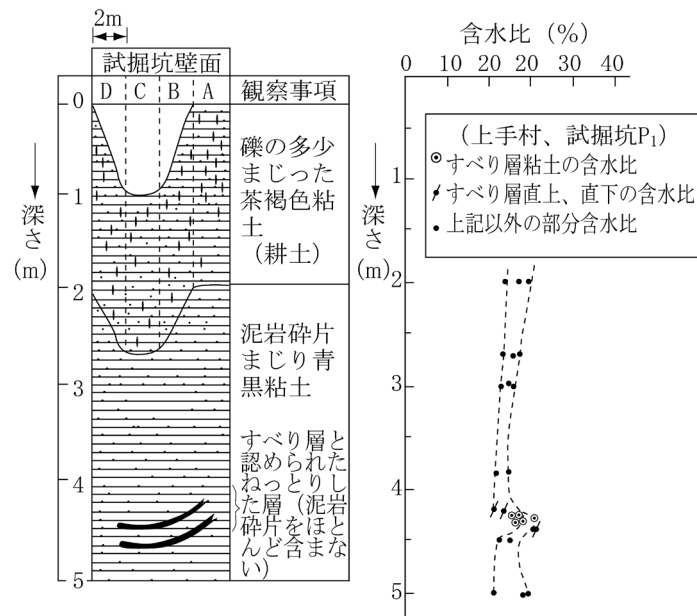 2m
試掘坑壁面
D C B A
観察事項
0
1
2
3
4
5
深さ
(m)
礫の多少
まじった
茶褐色粘
土
（耕土）
泥岩砕片
まじり青
黒粘土
すべり層と
認められた
ねっとりし
た層（泥岩
砕片をほと
んど含まな
い）
含水比（%）
0 10 20 30 40
（上手村、試掘坑P₁）
すべり層粘土の含水比
すべり層直上、直下の含水比
上記以外の部分含水比
1
2
3
4
5
深さ
(m)